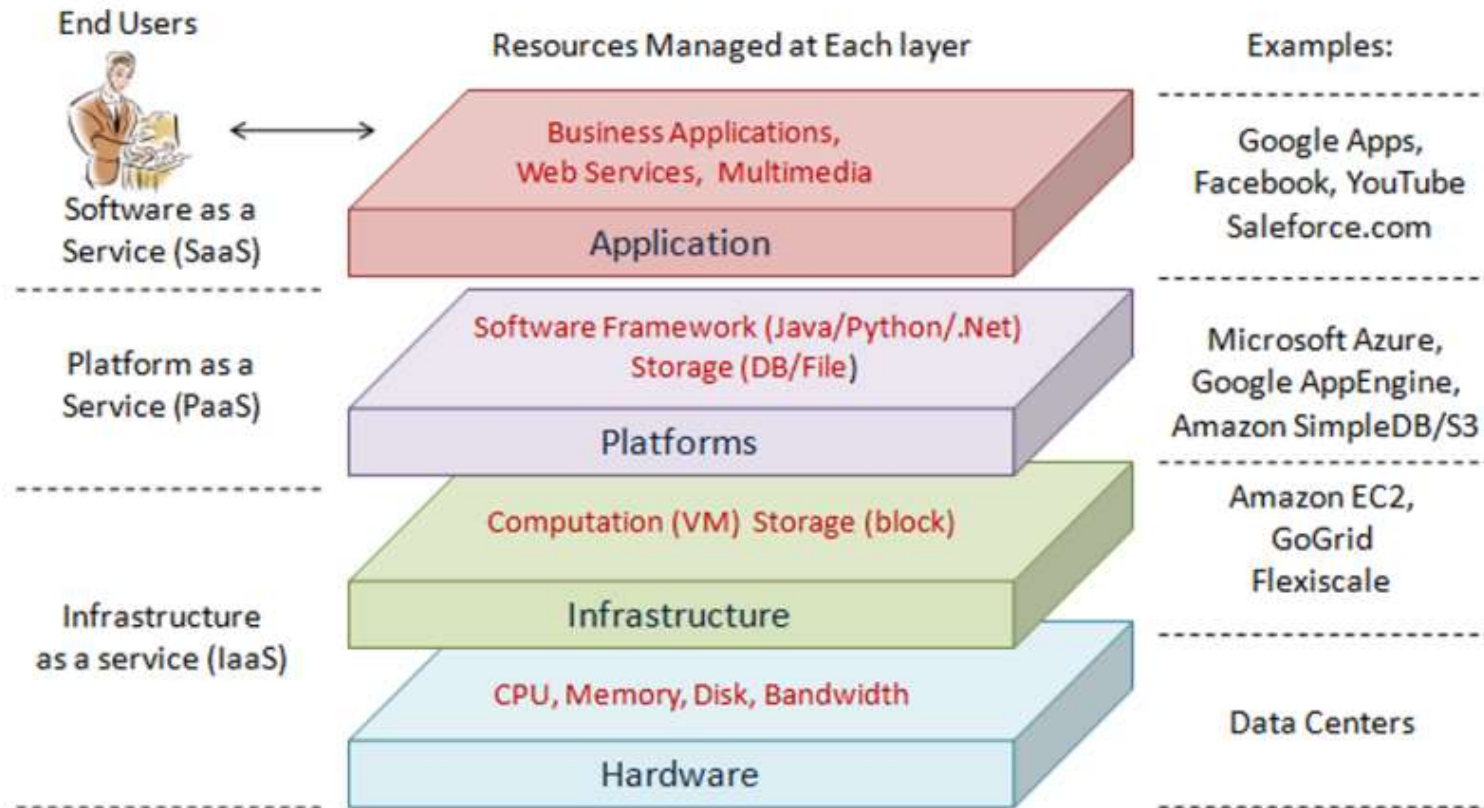 End Users
Resources Managed at Each layer
Examples:
Business Applications,
Web Services, Multimedia
Application
Software as a
Service (SaaS)
Google Apps,
Facebook, YouTube
Saleforce.com
Platform as a
Service (PaaS)
Software Framework (Java/Python/.Net)
Storage (DB/File)
Platforms
Microsoft Azure,
Google AppEngine,
Amazon SimpleDB/S3
Infrastructure
as a service (IaaS)
Computation (VM) Storage (block)
Infrastructure
Amazon EC2,
GoGrid
Flexiscale
CPU, Memory, Disk, Bandwidth
Hardware
Data Centers